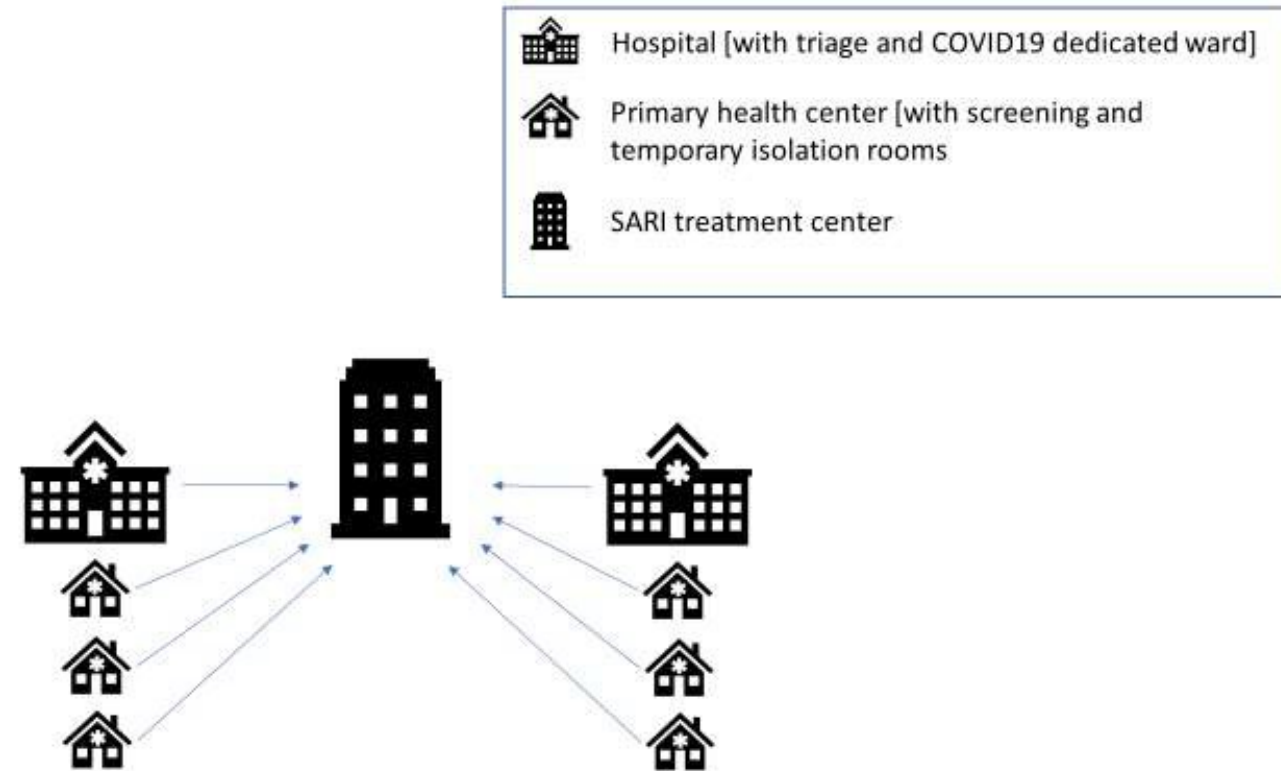 Hospital [with triage and COVID19 dedicated ward]
Primary health center [with screening and
temporary isolation rooms
SARI treatment center